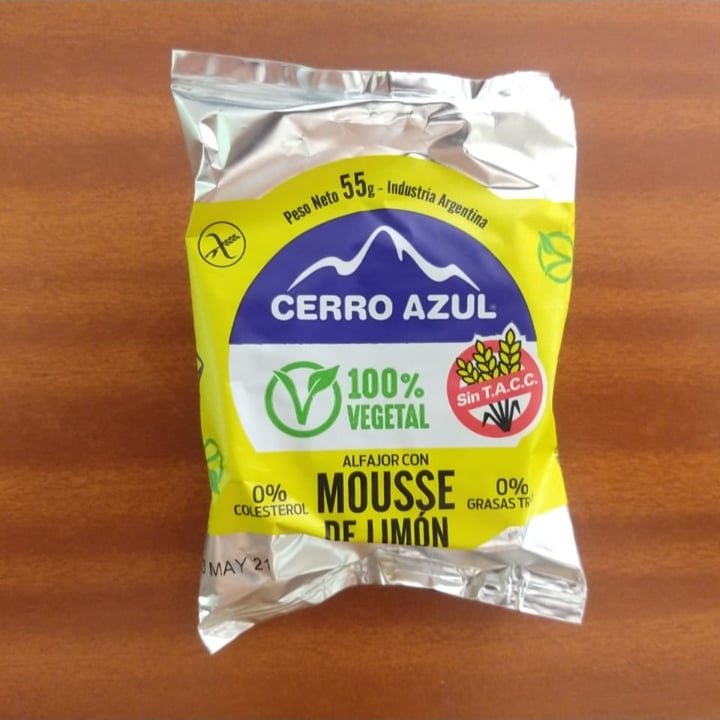 Peso Neto 55g - Industria Argentina
CERRO AZUL
100%
VEGETAL
Sin T.A.C.C.
ALFAJOR CON
MOUSSE
DE LIMÓN
0%
COLESTEROL
0%
GRASAS
MAY 21